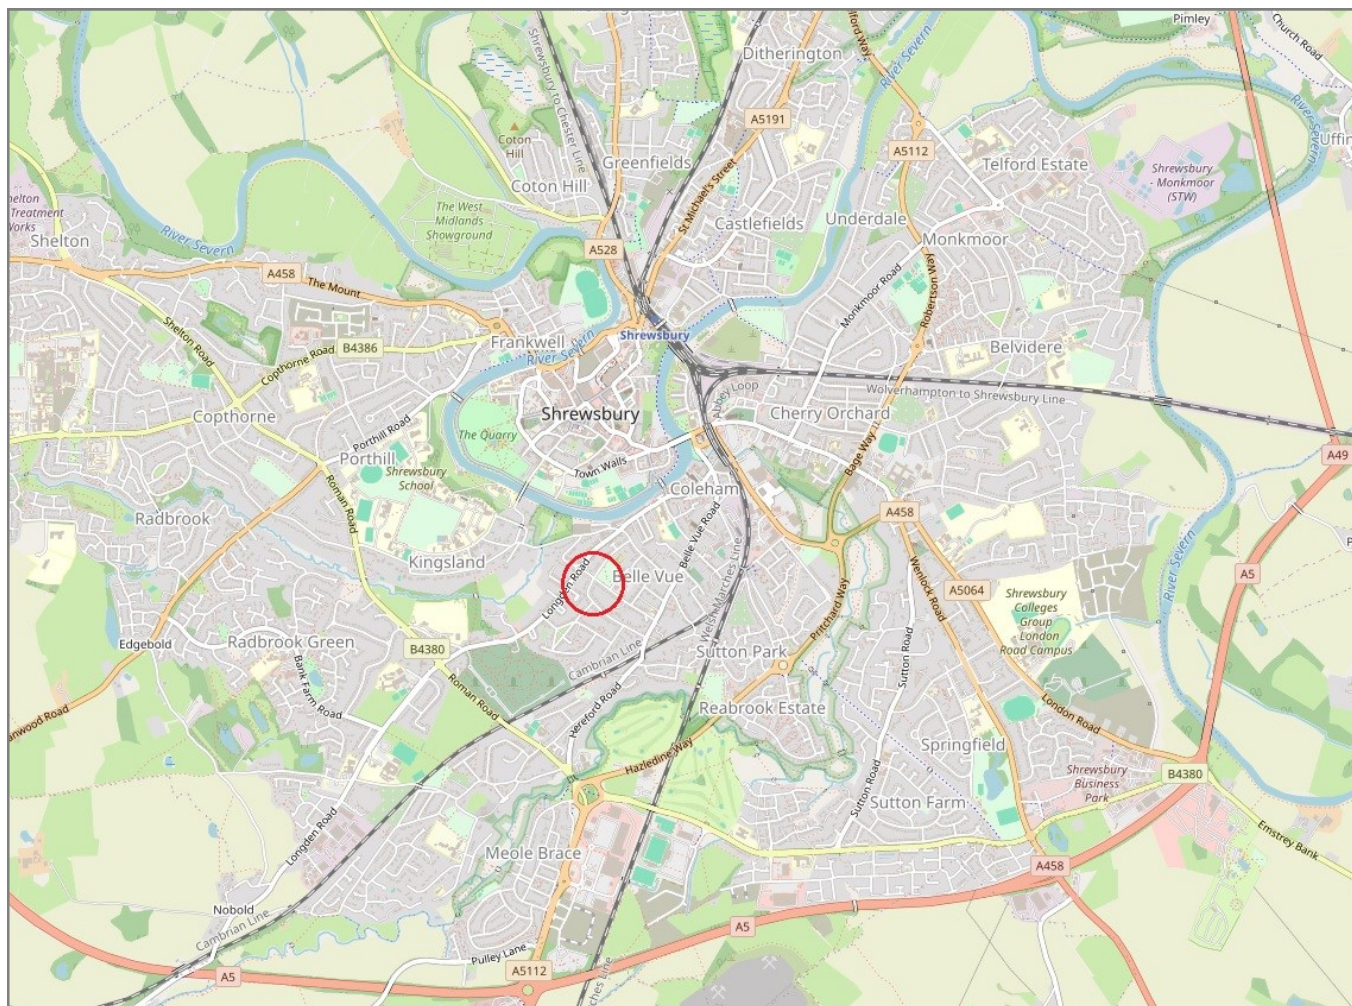 Pimley
Church Road
Ditherington
River Severn
A5191
Shrewsbury to Chester Line
Coton
Hill
Greenfields
A5112
Telford Estate
River Severn
Shrewsbury
- Monkmoor
(STW)
Coton Hill
St Michael's Street
The West
Midlands
Showground
Castlefields
Underdale
Monkmoor
Shelton
River Severn
A528
A458
The Mount
Monkmoor Road
Robertson Way
Shelton Road
Copthorne Road
B4386
Frankwell
River Severn
Shrewsbury
Belvidere
Wolverhampton to Shrewsbury Line
Abbey Loop
Copthorne
Shrewsbury
Cherry Orchard
Porthill Road
The Quarry
Bage Way
A49
Porthill
Shrewsbury
School
Town Walls
Coleham
Roman Road
Radbrook
A458
Belle Vue Road
Kingsland
Longden Road
Belle Vue
Welsh Marches Line
Pritchard Way
Wenlock Road
A5064
A5
River Severn
Shrewsbury
Colleges
Group
London
Road Campus
Edgebold
Radbrook Green
B4380
Cambrian Line
Sutton Park
Sutton Road
Bank Farm Road
Roman Road
Hereford Road
Reabrook Estate
London Road
Hazledine Way
Springfield
Shrewsbury
Business
Park
B4380
Sutton Road
Sutton Farm
Longden Road
Emstrey Bank
Meole Brace
A458
Nobold
Cambrian Line
A5
Pulley Lane
A5112
A5